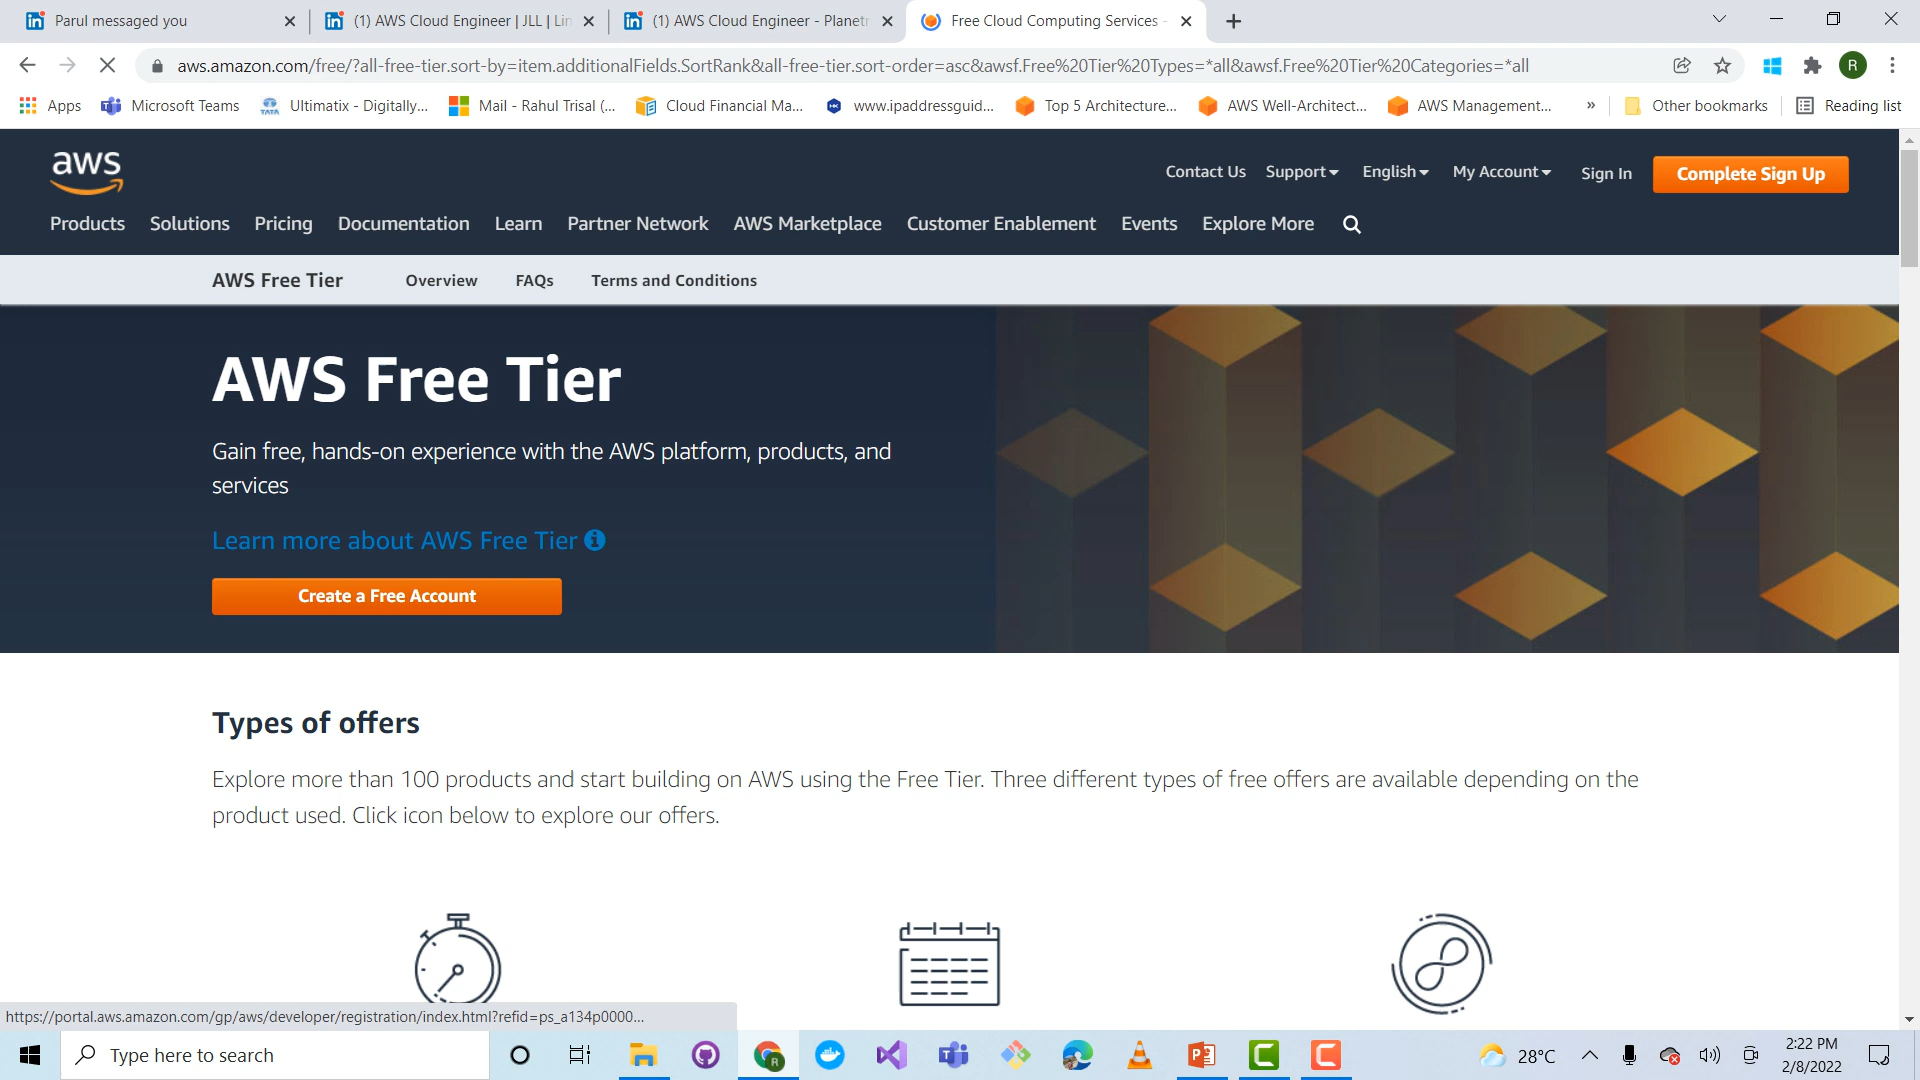 Parul messaged you
(1) AWS Cloud Engineer | JLL | Lin
(1) AWS Cloud Engineer - Planet
Free Cloud Computing Services -
aws.amazon.com/free/?all-free-tier.sort-by=item.additionalFields.SortRank&all-free-tier.sort-order=asc&awsf.Free%20Tier%20Types=*all&awsf.Free%20Tier%20Categories=*all
R
Apps
Microsoft Teams
Ultimatix - Digitally...
Mail - Rahul Trisal (...
Cloud Financial Ma...
www.ipaddressguid...
Top 5 Architecture...
AWS Well-Architect...
AWS Management...
»
Other bookmarks
Reading list
aws
Contact Us
Support
English
My Account
Sign In
Complete Sign Up
Products
Solutions
Pricing
Documentation
Learn
Partner Network
AWS Marketplace
Customer Enablement
Events
Explore More
AWS Free Tier
Overview
FAQs
Terms and Conditions
AWS Free Tier
Gain free, hands-on experience with the AWS platform, products, and
services
Learn more about AWS Free Tier
Create a Free Account
Types of offers
Explore more than 100 products and start building on AWS using the Free Tier. Three different types of free offers are available depending on the
product used. Click icon below to explore our offers.
https://portal.aws.amazon.com/gp/aws/developer/registration/index.html?refid=ps_a134p0000...
Type here to search
28°C
2:22 PM
2/8/2022